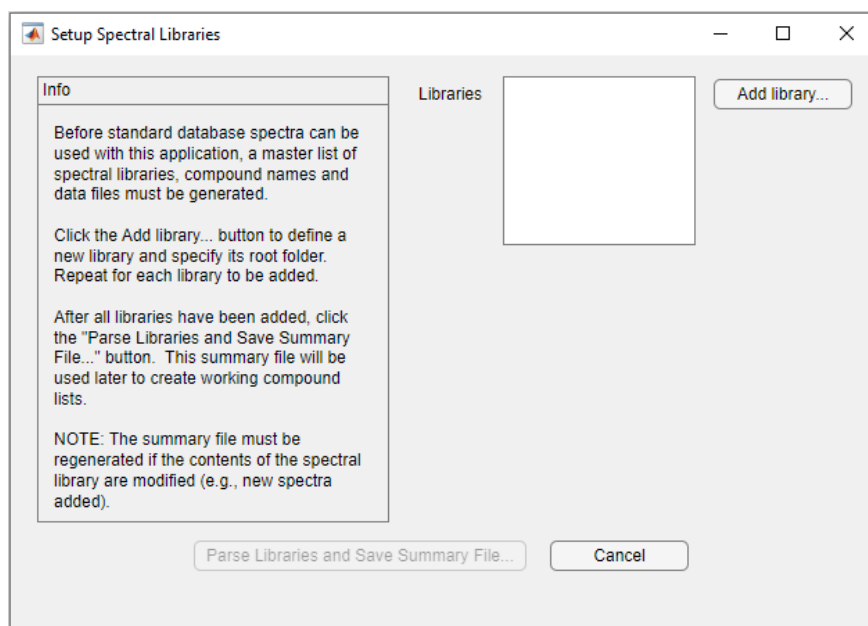 Setup Spectral Libraries
Info
Before standard database spectra can be
used with this application, a master list of
spectral libraries, compound names and
data files must be generated.
Click the Add library... button to define a
new library and specify its root folder.
Repeat for each library to be added.
After all libraries have been added, click
the "Parse Libraries and Save Summary
File..." button.  This summary file will be
used later to create working compound
lists.
NOTE: The summary file must be
regenerated if the contents of the spectral
library are modified (e.g., new spectra
added).
Libraries
Add library...
Parse Libraries and Save Summary File...
Cancel